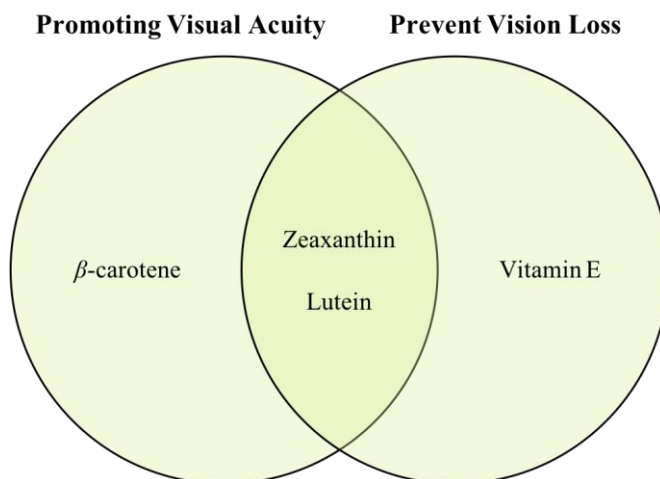 Promoting Visual Acuity
Prevent Vision Loss
β-carotene
Zeaxanthin
Lutein
Vitamin E